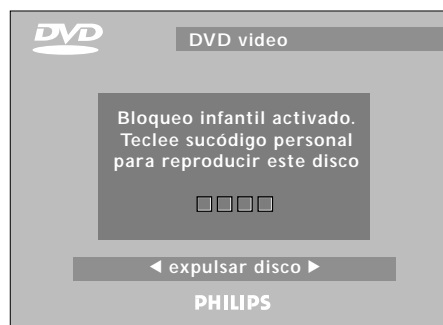 DVD
DVD video
Bloqueo infantil activado.
Teclee sucódigo personal
para reproducir este disco
◀ expulsar disco ▶
PHILIPS